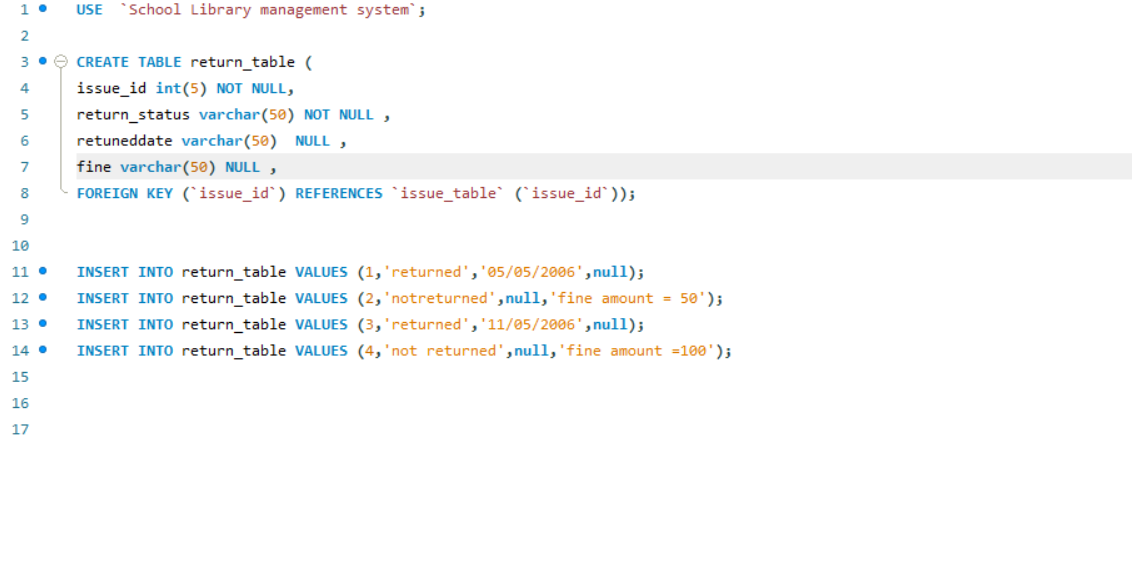 1 USE `School Library management system`;
2
3 CREATE TABLE return_table (
4 issue_id int(5) NOT NULL,
5 return_status varchar(50) NOT NULL ,
6 retuneddate varchar(50)  NULL ,
7 fine varchar(50) NULL ,
8 FOREIGN KEY (`issue_id`) REFERENCES `issue_table` (`issue_id`));
9
10
11 INSERT INTO return_table VALUES (1,'returned','05/05/2006',null);
12 INSERT INTO return_table VALUES (2,'notreturned',null,'fine amount = 50');
13 INSERT INTO return_table VALUES (3,'returned','11/05/2006',null);
14 INSERT INTO return_table VALUES (4,'not returned',null,'fine amount =100');
15
16
17